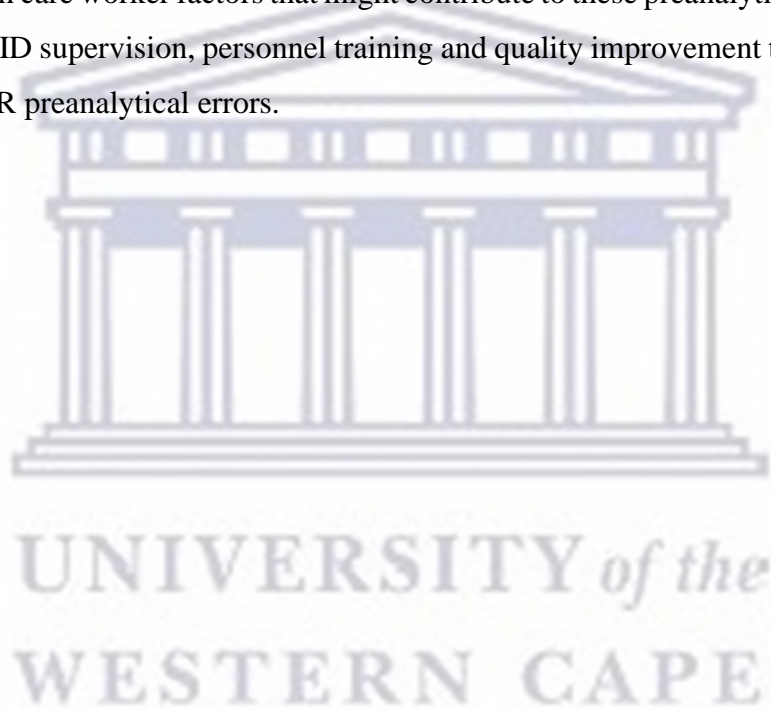 care worker factors that might contribute to these
ID supervision, personnel training and quality improvement
R preanalytical errors.
UNIVERSITY of the
WESTERN CAPE